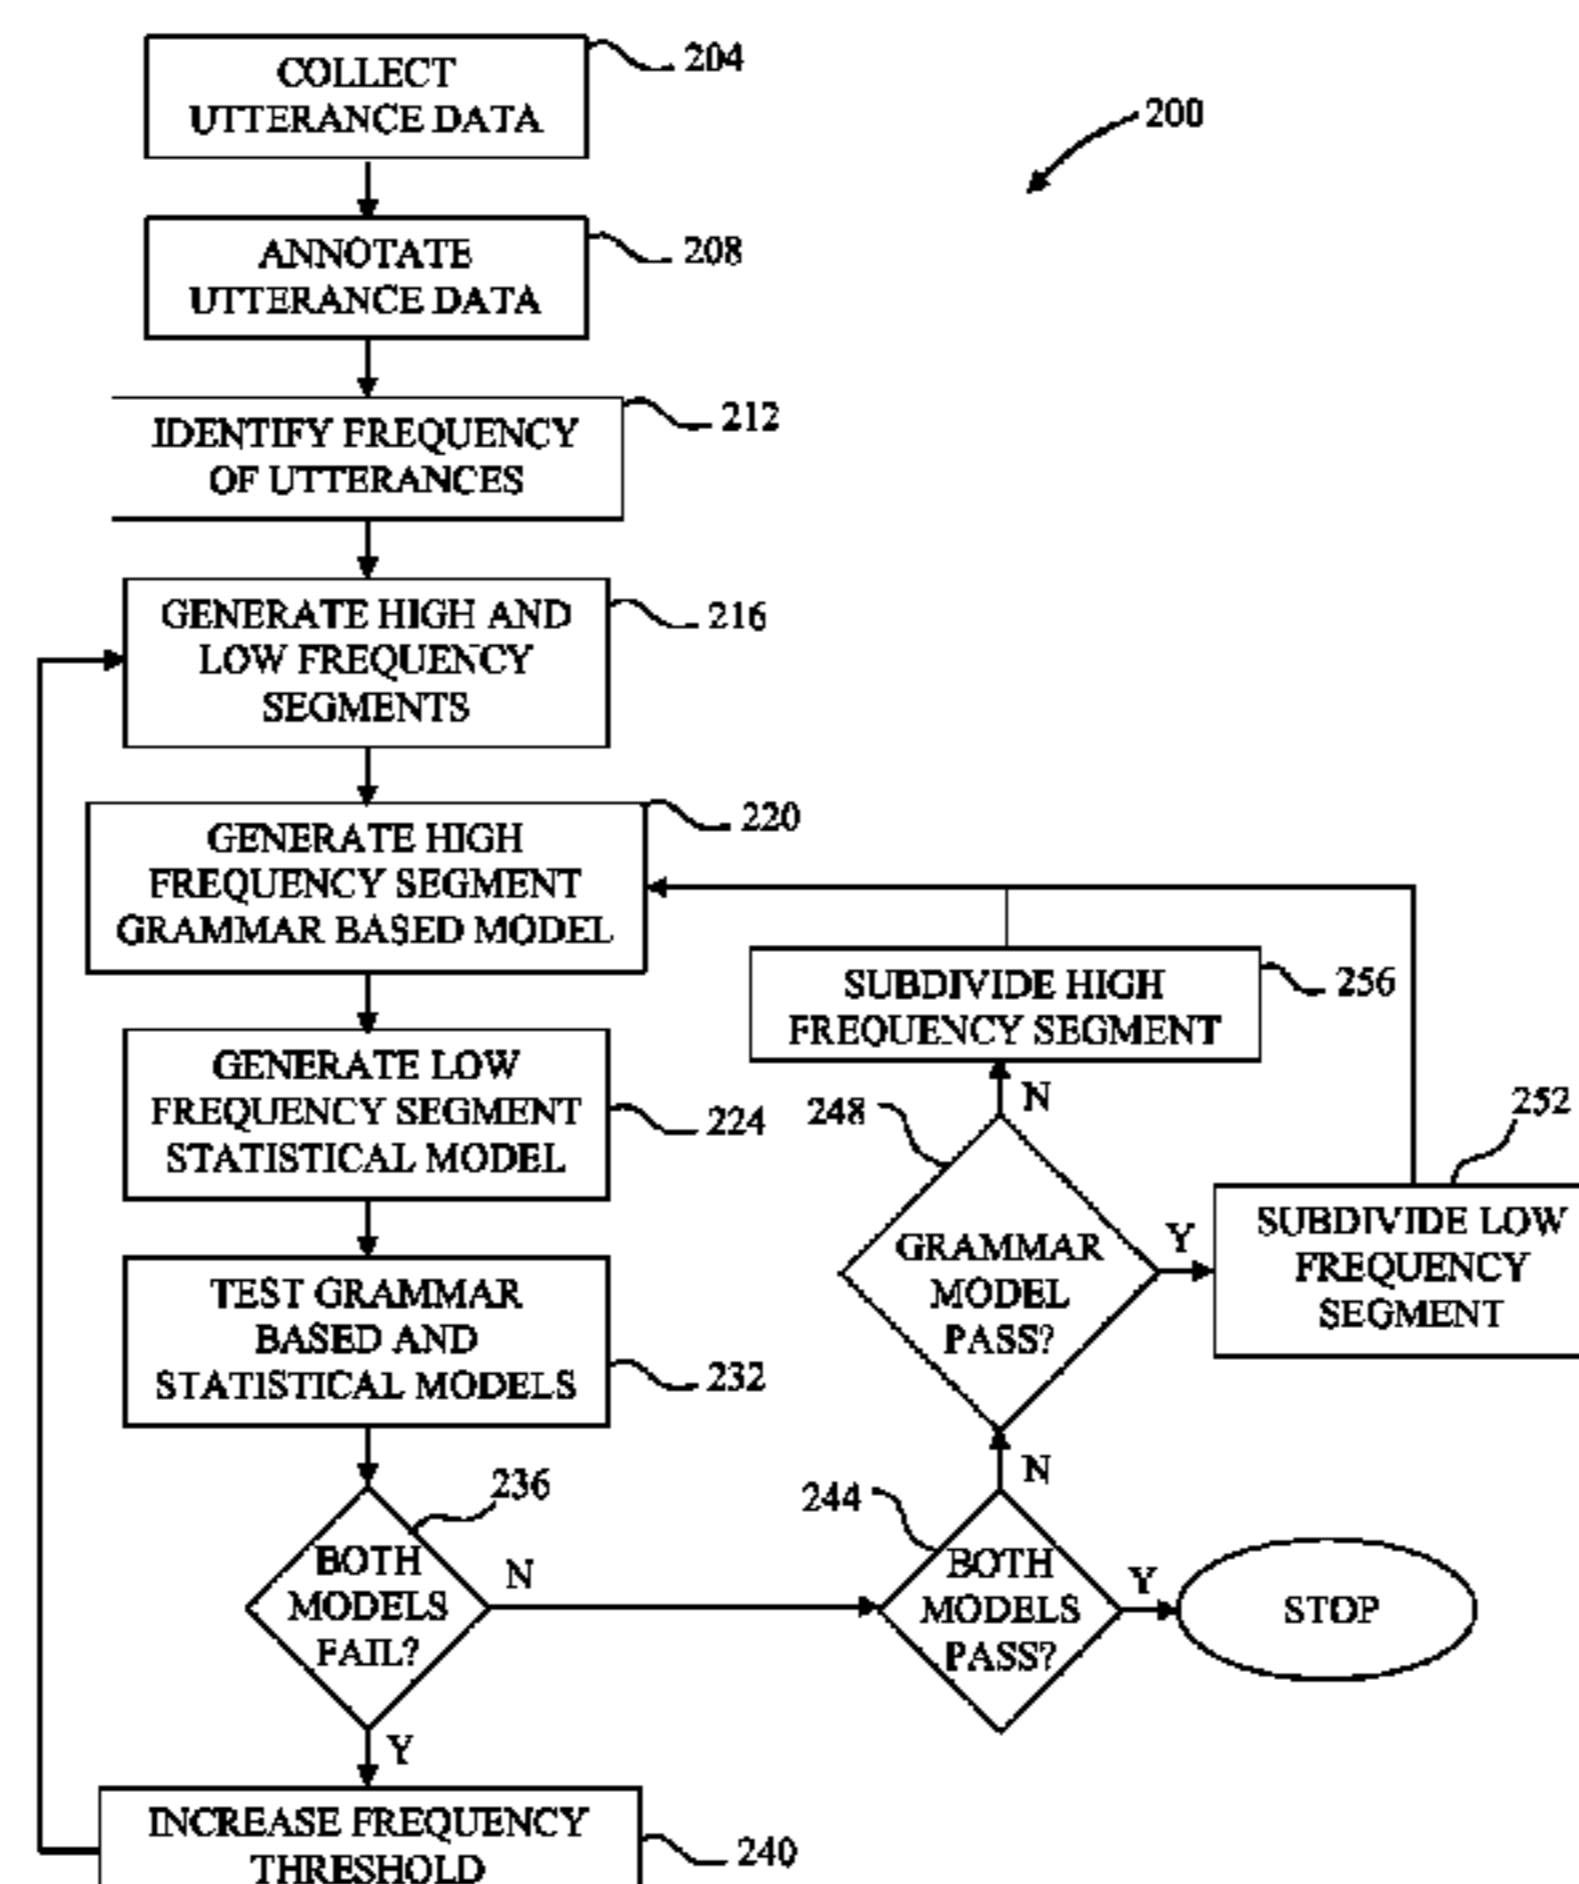 COLLECT
UTTERANCE DATA
204
200
ANNOTATE
UTTERANCE DATA
208
IDENTIFY FREQUENCY
OF UTTERANCES
212
GENERATE HIGH AND
LOW FREQUENCY
SEGMENTS
216
GENERATE HIGH
FREQUENCY SEGMENT
GRAMMAR BASED MODEL
220
SUBDIVIDE HIGH
FREQUENCY SEGMENT
256
GENERATE LOW
FREQUENCY SEGMENT
STATISTICAL MODEL
224
248
N
252
GRAMMAR
MODEL
PASS?
Y
SUBDIVIDE LOW
FREQUENCY
SEGMENT
TEST GRAMMAR
BASED AND
STATISTICAL MODELS
232
236
BOTH
MODELS
FAIL?
N
244
N
BOTH
MODELS
PASS?
Y
STOP
Y
INCREASE FREQUENCY
THRESHOLD
240